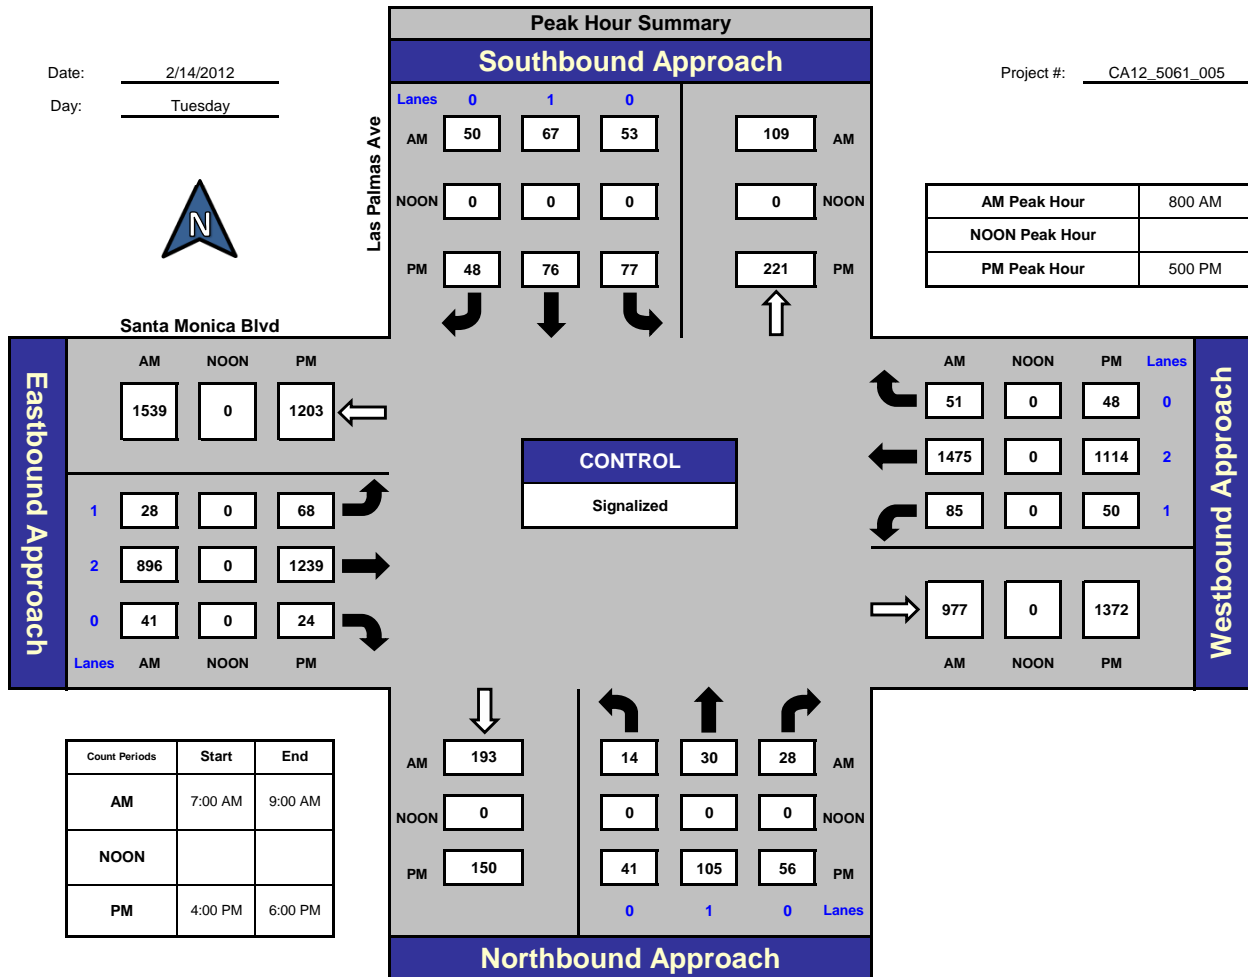 Peak Hour Summary
Southbound Approach
Date: 2/14/2012
Day: Tuesday
Project #: CA12_5061_005
Las Palmas Ave
Lanes 0 1 0
AM 50 67 53 109 AM
NOON 0 0 0 0 NOON
PM 48 76 77 221 PM
N
AM Peak Hour 800 AM
NOON Peak Hour
PM Peak Hour 500 PM
Santa Monica Blvd
Eastbound Approach
AM NOON PM
1539 0 1203
1 28 0 68
2 896 0 1239
0 41 0 24
Lanes AM NOON PM
CONTROL
Signalized
AM NOON PM Lanes
51 0 48 0
1475 0 1114 2
85 0 50 1
977 0 1372
AM NOON PM
Westbound Approach
Count Periods Start End
AM 7:00 AM 9:00 AM
NOON
PM 4:00 PM 6:00 PM
AM 193 14 30 28 AM
NOON 0 0 0 0 NOON
PM 150 41 105 56 PM
0 1 0 Lanes
Northbound Approach